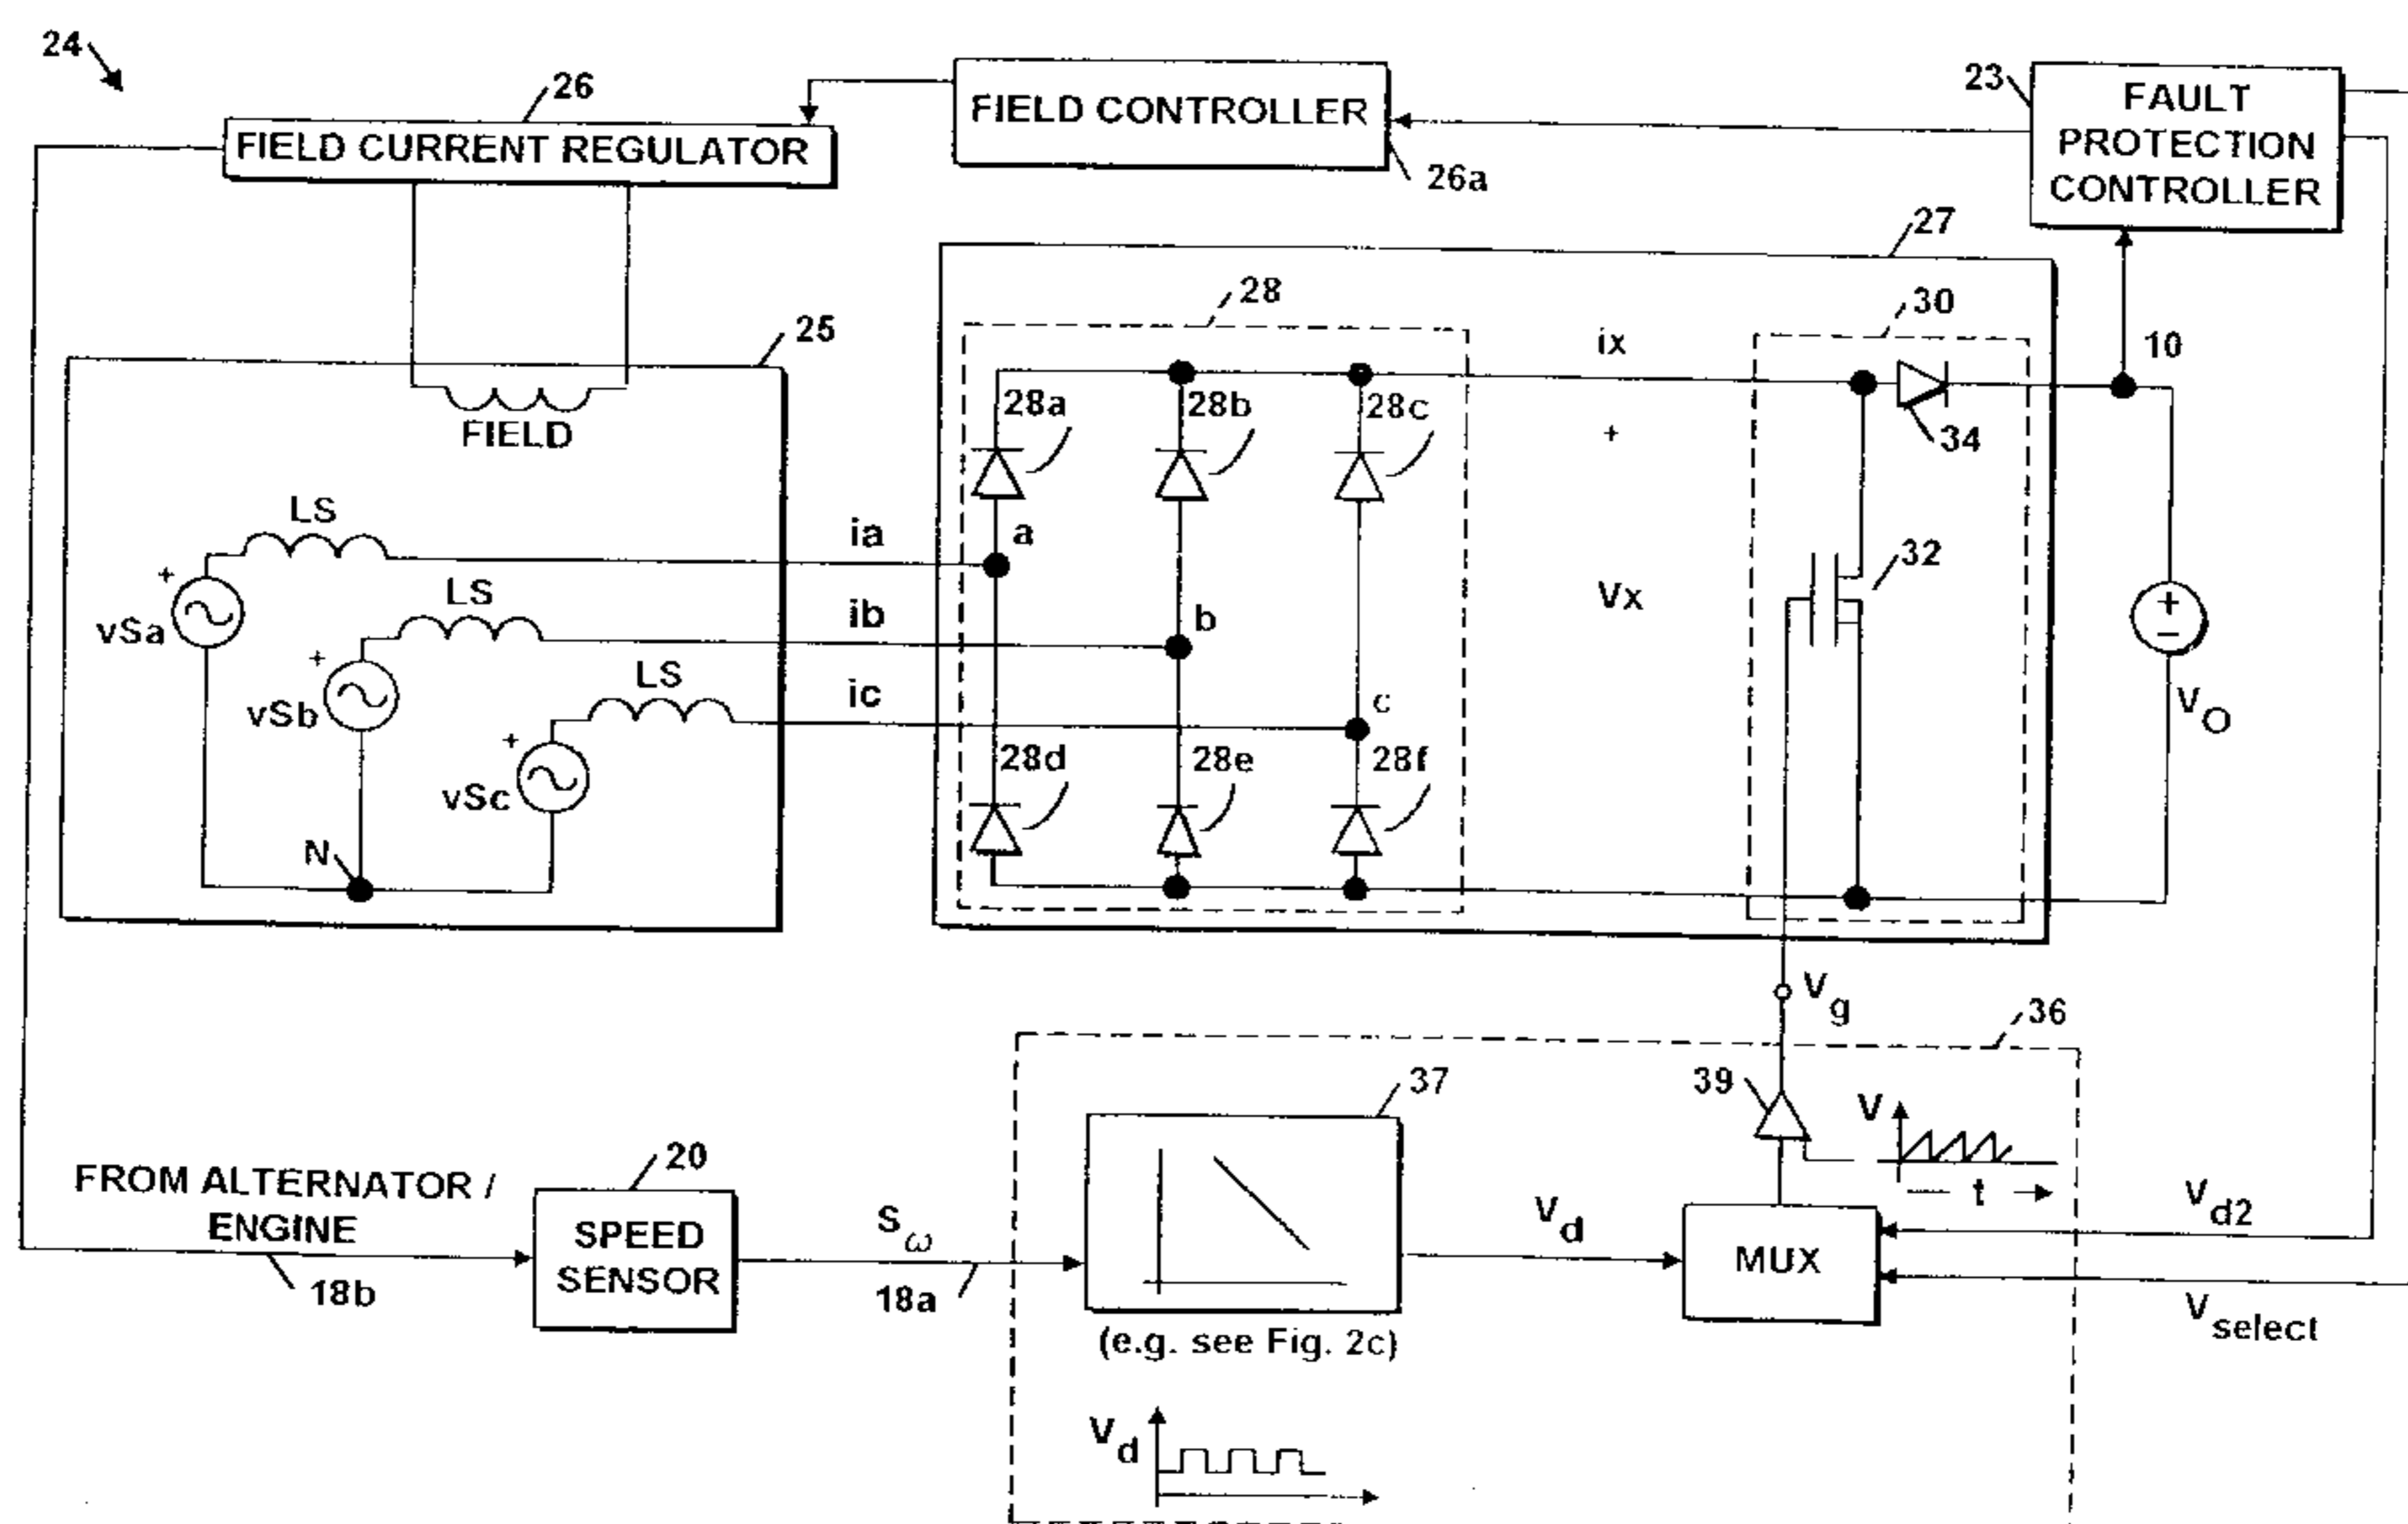 24
26
FIELD CURRENT REGULATOR
FIELD CONTROLLER
26a
23
FAULT
PROTECTION
CONTROLLER
27
25
FIELD
28
30
10
ix
28a
28b
28c
+
34
LS
ia
a
32
+
vSa
LS
ib
b
Vx
+
−
+
vSb
LS
ic
c
VO
+
vSc
28d
28e
28f
N
Vg
36
37
39
V
t
FROM ALTERNATOR /
ENGINE
18b
20
SPEED
SENSOR
Sω
18a
Vd
MUX
Vd2
Vselect
(e.g. see Fig. 2c)
Vd